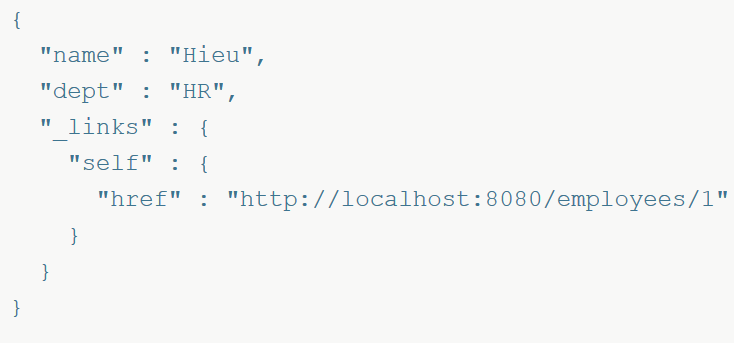 {
  "name" : "Hieu",
  "dept" : "HR",
  "_links" : {
    "self" : {
      "href" : "http://localhost:8080/employees/1"
    }
  }
}